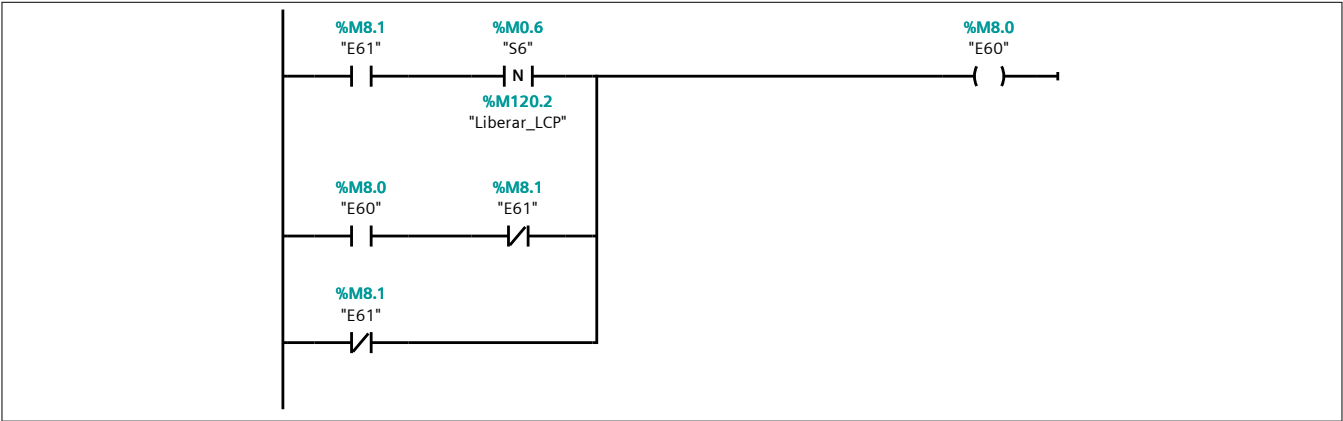 %M8.1 %M0.6 %M8.0
"E61" "S6" "E60"
N
%M120.2
"Liberar_LCP"
%M8.0 %M8.1
"E60" "E61"
%M8.1
"E61"